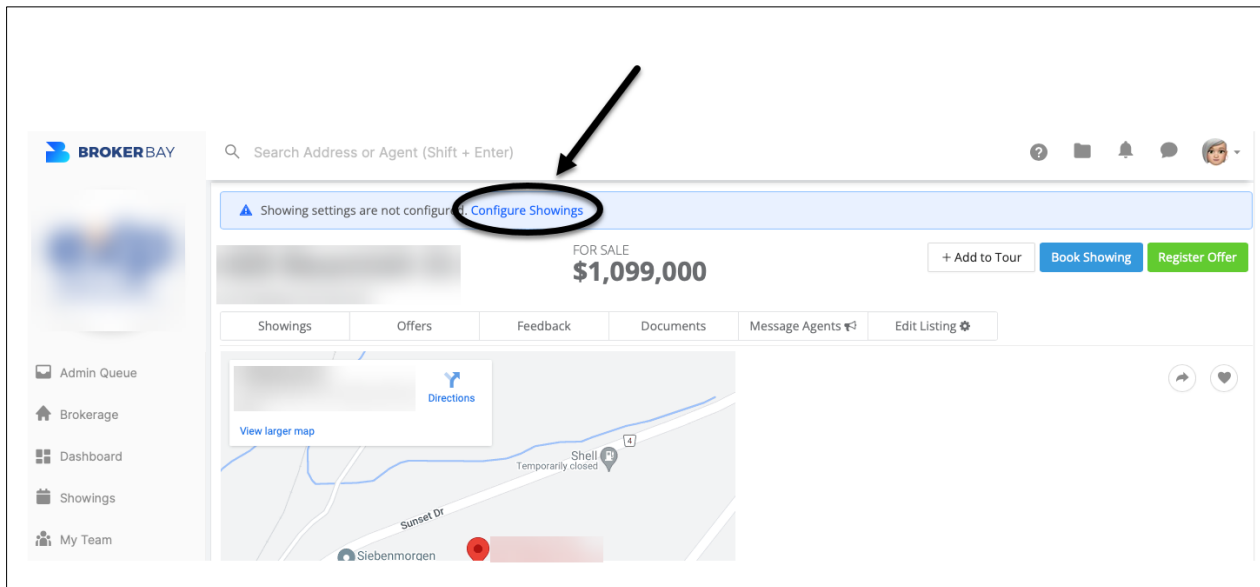 BROKERBAY
Search Address or Agent (Shift + Enter)
Showing settings are not configured. Configure Showings
FOR SALE
$1,099,000
+ Add to Tour
Book Showing
Register Offer
Showings
Offers
Feedback
Documents
Message Agents
Edit Listing
Admin Queue
Brokerage
Dashboard
Showings
My Team
Directions
View larger map
4
Shell
Temporarily closed
Sunset Dr
Siebenmorgen